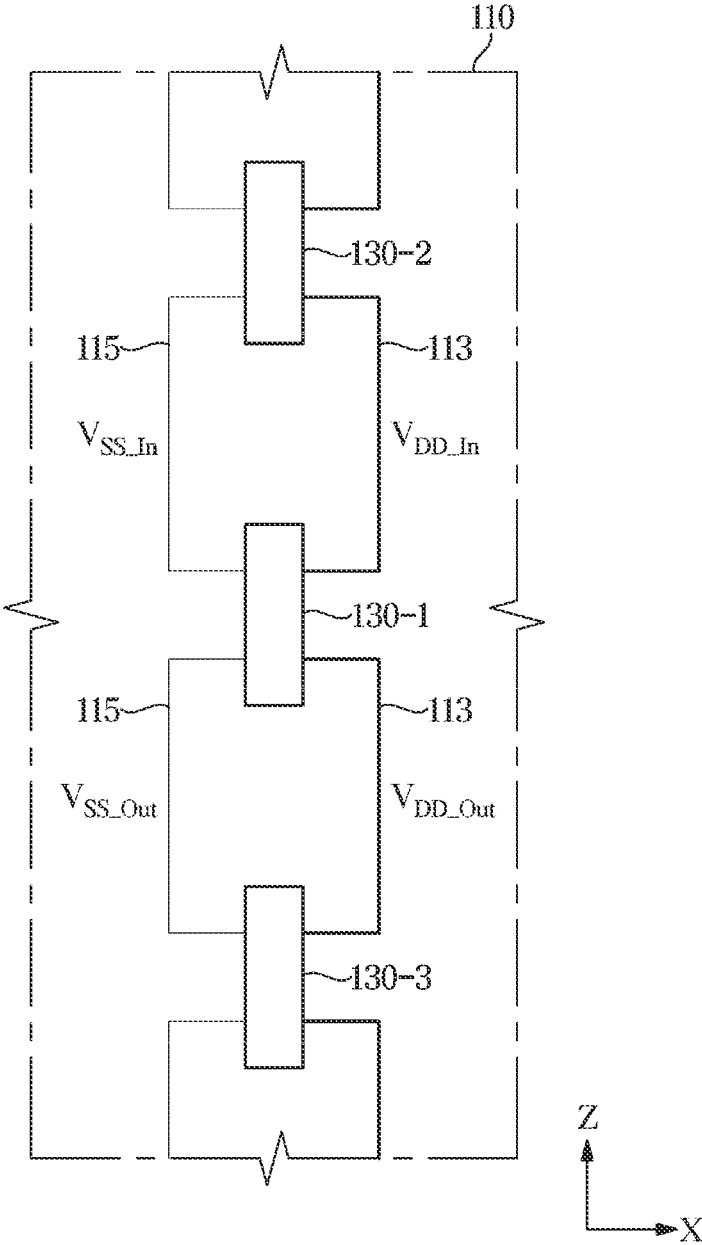 110
130-2
115
113
V_SS_In
V_DD_In
130-1
115
113
V_SS_Out
V_DD_Out
130-3
Z
X